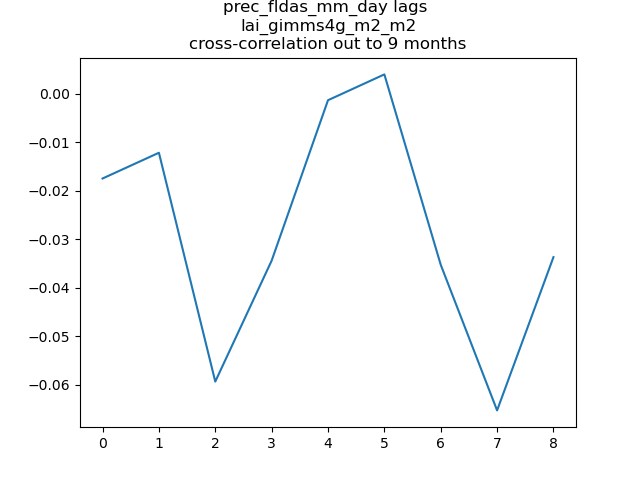 prec_fldas_mm_day lags
lai_gimms4g_m2_m2
cross-correlation out to 9 months
0.00
−0.01
−0.02
−0.03
−0.04
−0.05
−0.06
0 1 2 3 4 5 6 7 8